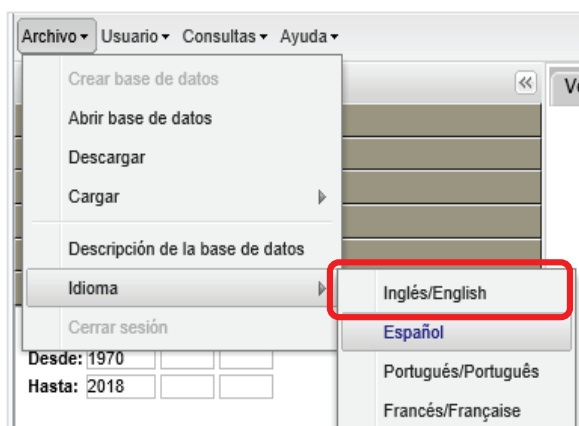 Archivo Usuario Consultas Ayuda
Crear base de datos
Abrir base de datos
Descargar
Cargar
Descripción de la base de datos
Idioma
Cerrar sesión
Inglés/English
Español
Portugués/Português
Francés/Française
Desde: 1970
Hasta: 2018